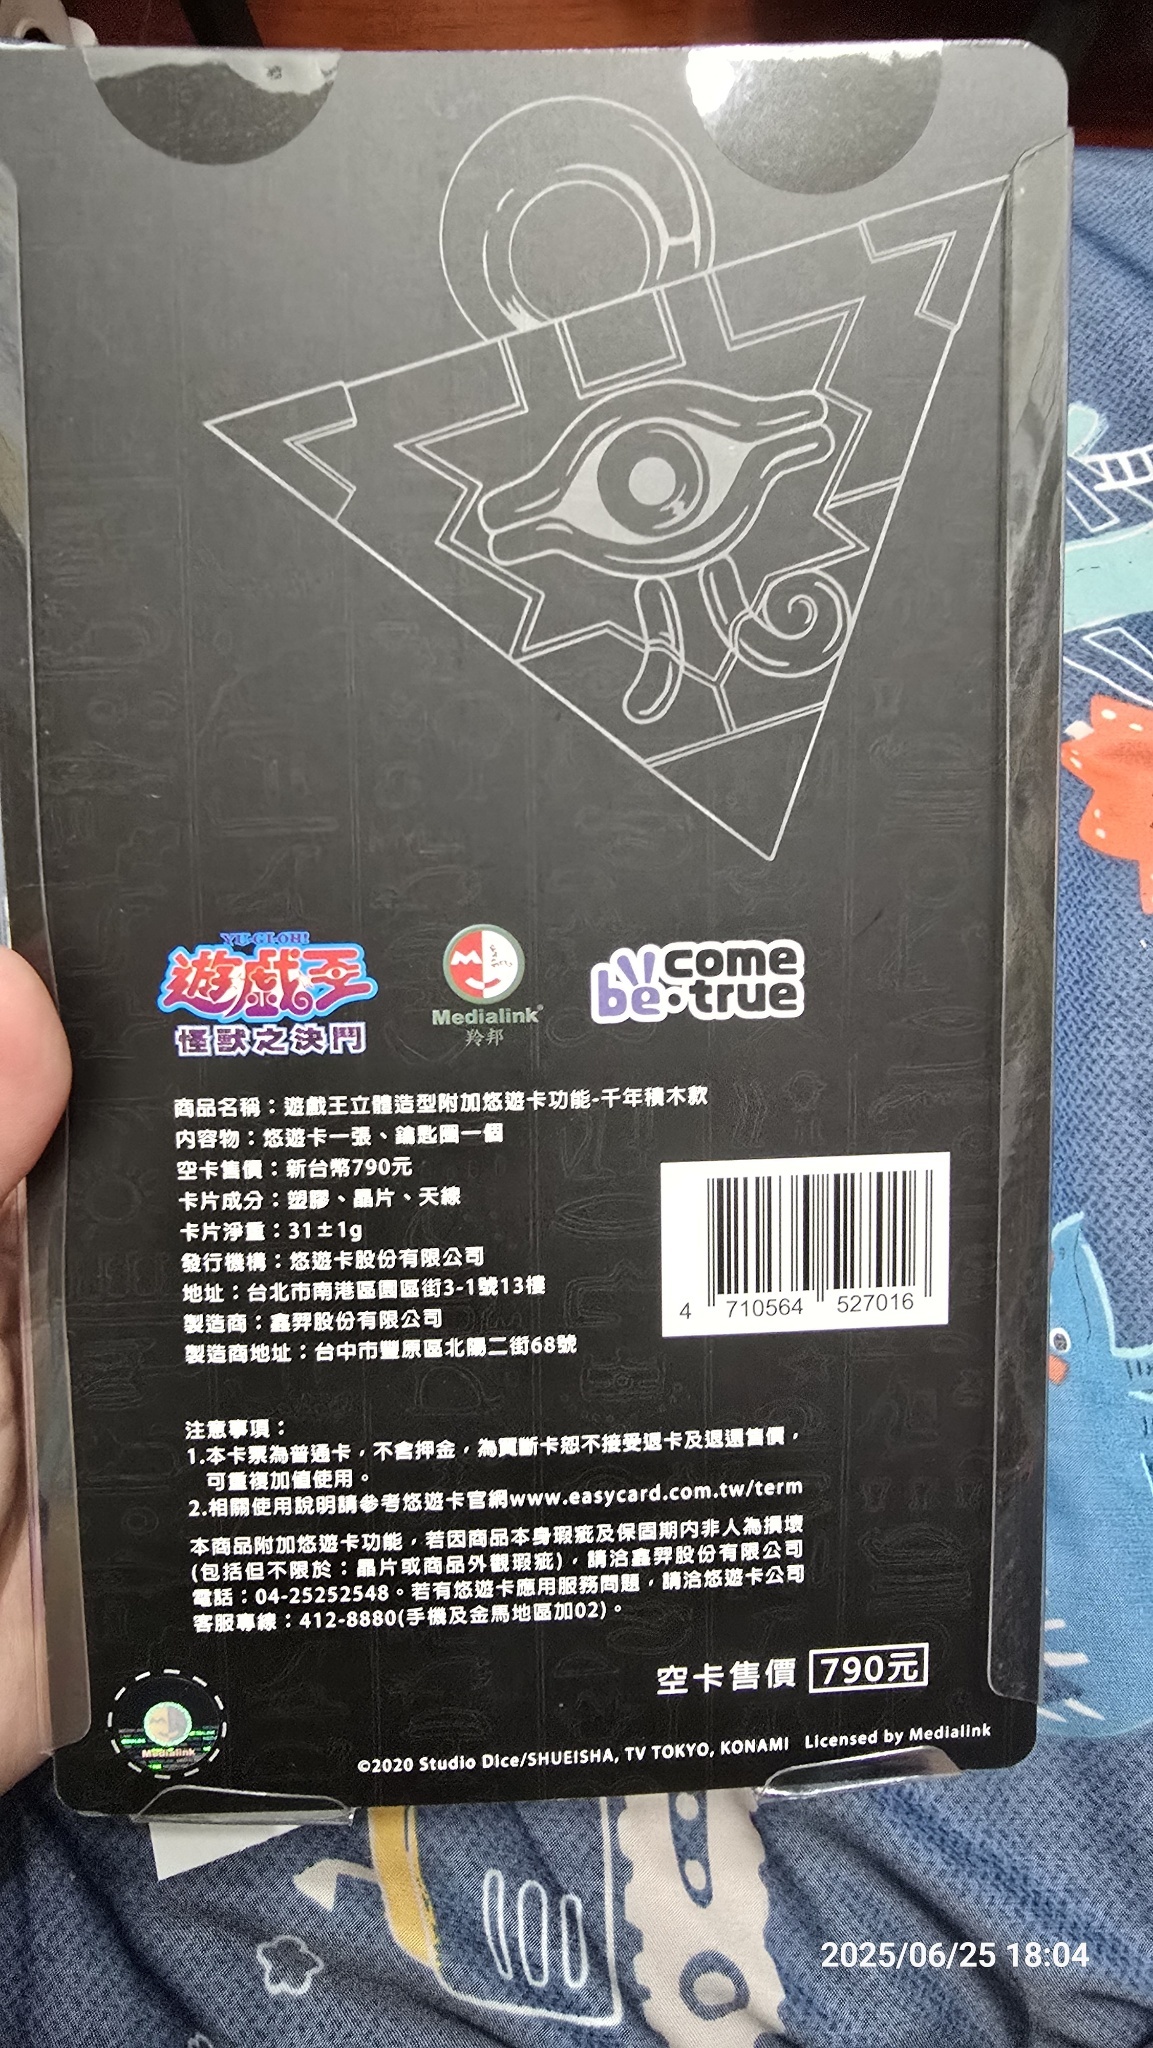 YU-GI-OH!
遊戲王
怪獸之決鬥
Medialink®
羚邦
come
be·true
商品名稱：遊戲王立體造型附加悠遊卡功能-千年積木款
內容物：悠遊卡一張、鑰匙圈一個
空卡售價：新台幣790元
卡片成分：塑膠、晶片、天線
卡片淨重：31±1g
發行機構：悠遊卡股份有限公司
地址：台北市南港區園區街3-1號13樓
製造商：鑫羿股份有限公司
製造商地址：台中市豐原區北陽二街68號
4 710564 527016
注意事項：
1.本卡票為普通卡，不含押金，為買斷卡恕不接受退卡及退還售價，
可重複加值使用。
2.相關使用說明請參考悠遊卡官網www.easycard.com.tw/term
本商品附加悠遊卡功能，若因商品本身瑕疵及保固期內非人為損壞
(包括但不限於：晶片或商品外觀瑕疵)，請洽鑫羿股份有限公司
電話：04-25252548。若有悠遊卡應用服務問題，請洽悠遊卡公司
客服專線：412-8880(手機及金馬地區加02)。
空卡售價 790元
Medialink
©2020 Studio Dice/SHUEISHA, TV TOKYO, KONAMI Licensed by Medialink
2025/06/25 18:04